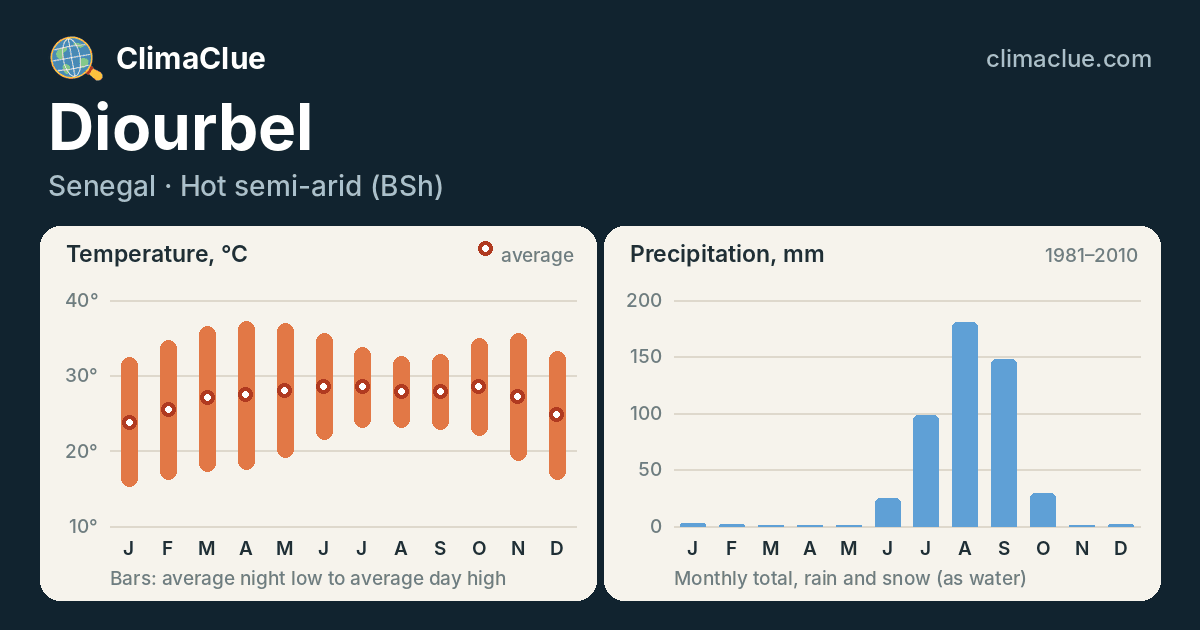 ClimaClue
climaclue.com
Diourbel
Senegal · Hot semi-arid (BSh)
Temperature, °C
average
40°
30°
20°
10°
J F M A M J J A S O N D
Bars: average night low to average day high
Precipitation, mm
1981–2010
200
150
100
50
0
J F M A M J J A S O N D
Monthly total, rain and snow (as water)